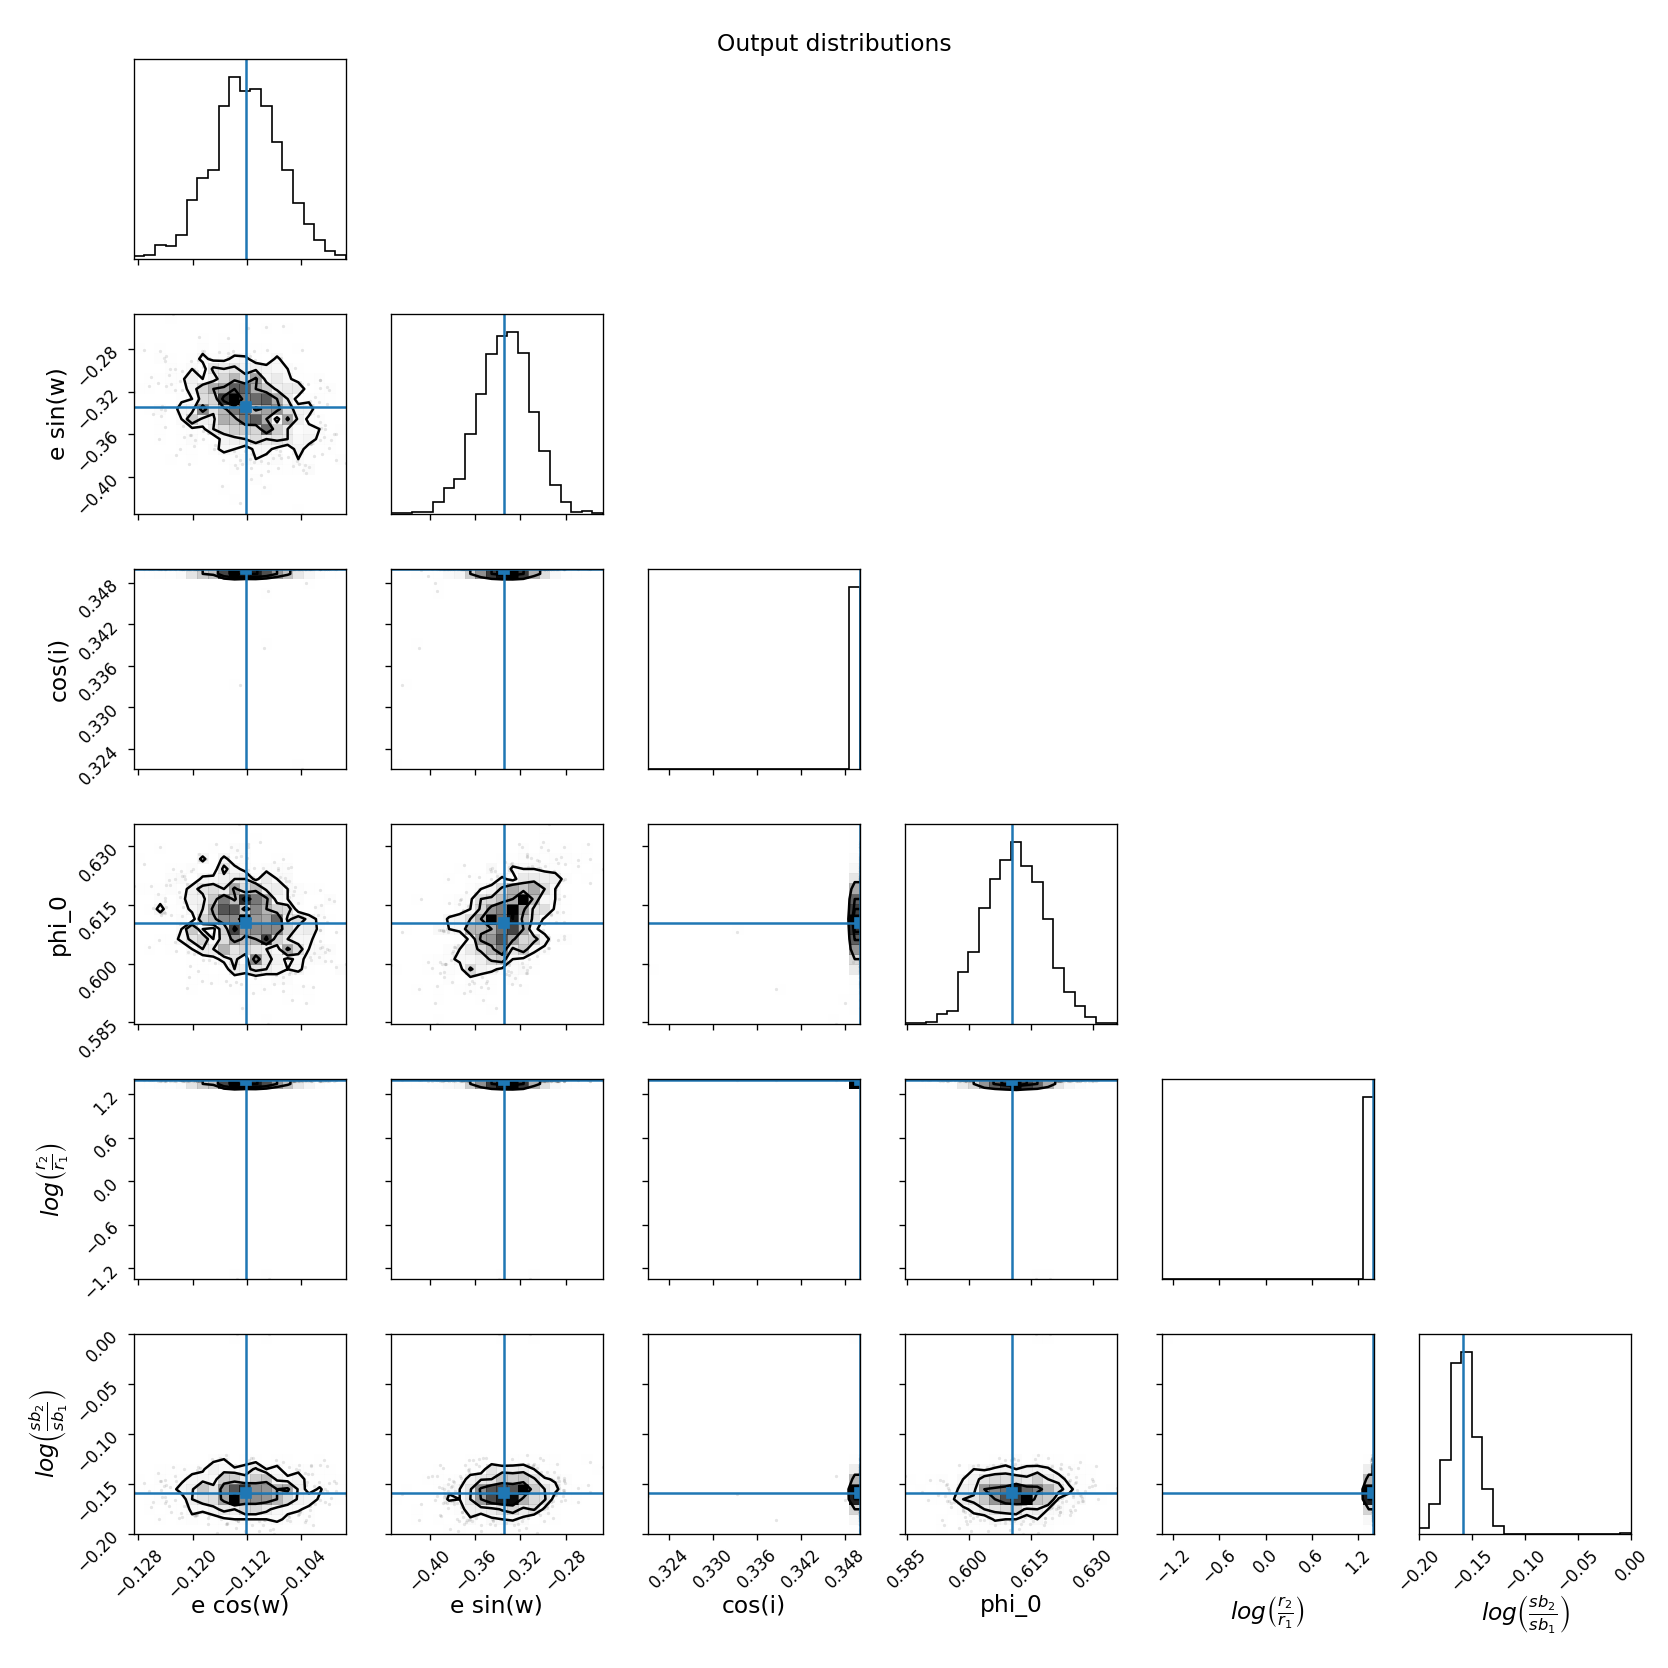 Output distributions
e sin(w)
−0.28
−0.32
−0.36
−0.40
cos(i)
0.348
0.342
0.336
0.330
0.324
phi_0
0.630
0.615
0.600
0.585
log(r₂/r₁)
1.2
0.6
0.0
−0.6
−1.2
log(sb₂/sb₁)
0.00
−0.05
−0.10
−0.15
−0.20
−0.128 −0.120 −0.112 −0.104
−0.40 −0.36 −0.32 −0.28
0.324 0.330 0.336 0.342 0.348
0.585 0.600 0.615 0.630
−1.2 −0.6 0.0 0.6 1.2
−0.20 −0.15 −0.10 −0.05 0.00
e cos(w)
e sin(w)
cos(i)
phi_0
log(r₂/r₁)
log(sb₂/sb₁)